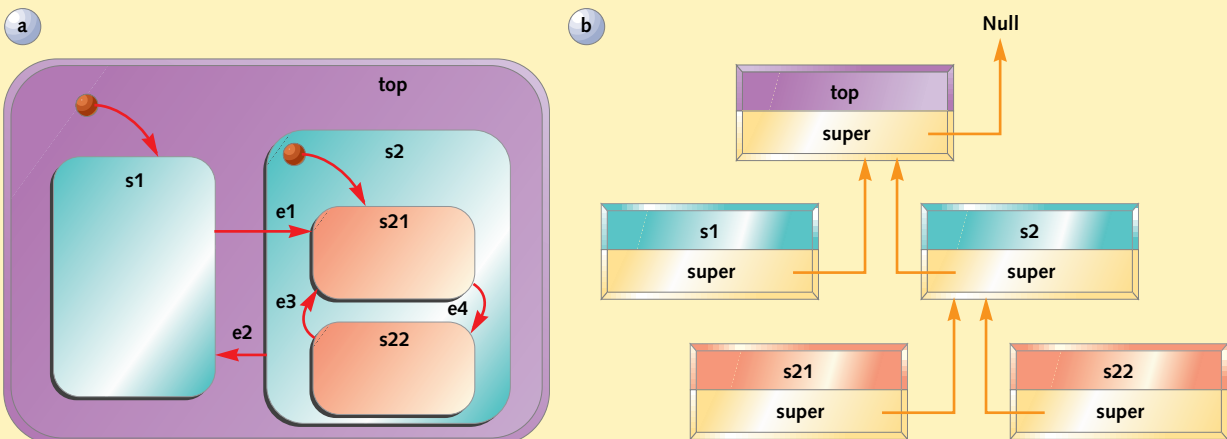 a
top
s1
s2
e1
s21
e3
e4
e2
s22
b
Null
top
super
s1
super
s2
super
s21
super
s22
super